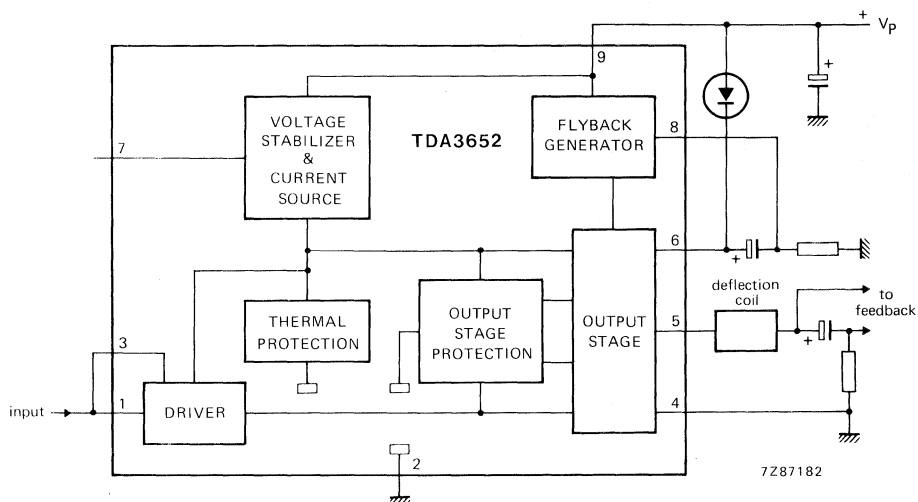 +
V_P
9
+
VOLTAGE
STABILIZER
&
CURRENT
SOURCE
TDA3652
FLYBACK
GENERATOR
8
7
6
+
deflection
coil
to
feedback
THERMAL
PROTECTION
OUTPUT
STAGE
PROTECTION
OUTPUT
STAGE
5
+
3
input
1
DRIVER
4
2
7Z87182